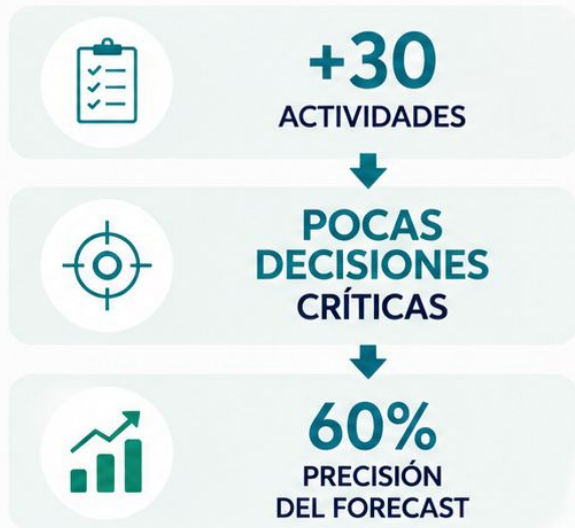 +30
ACTIVIDADES
POCAS
DECISIONES
CRÍTICAS
60%
PRECISIÓN
DEL FORECAST